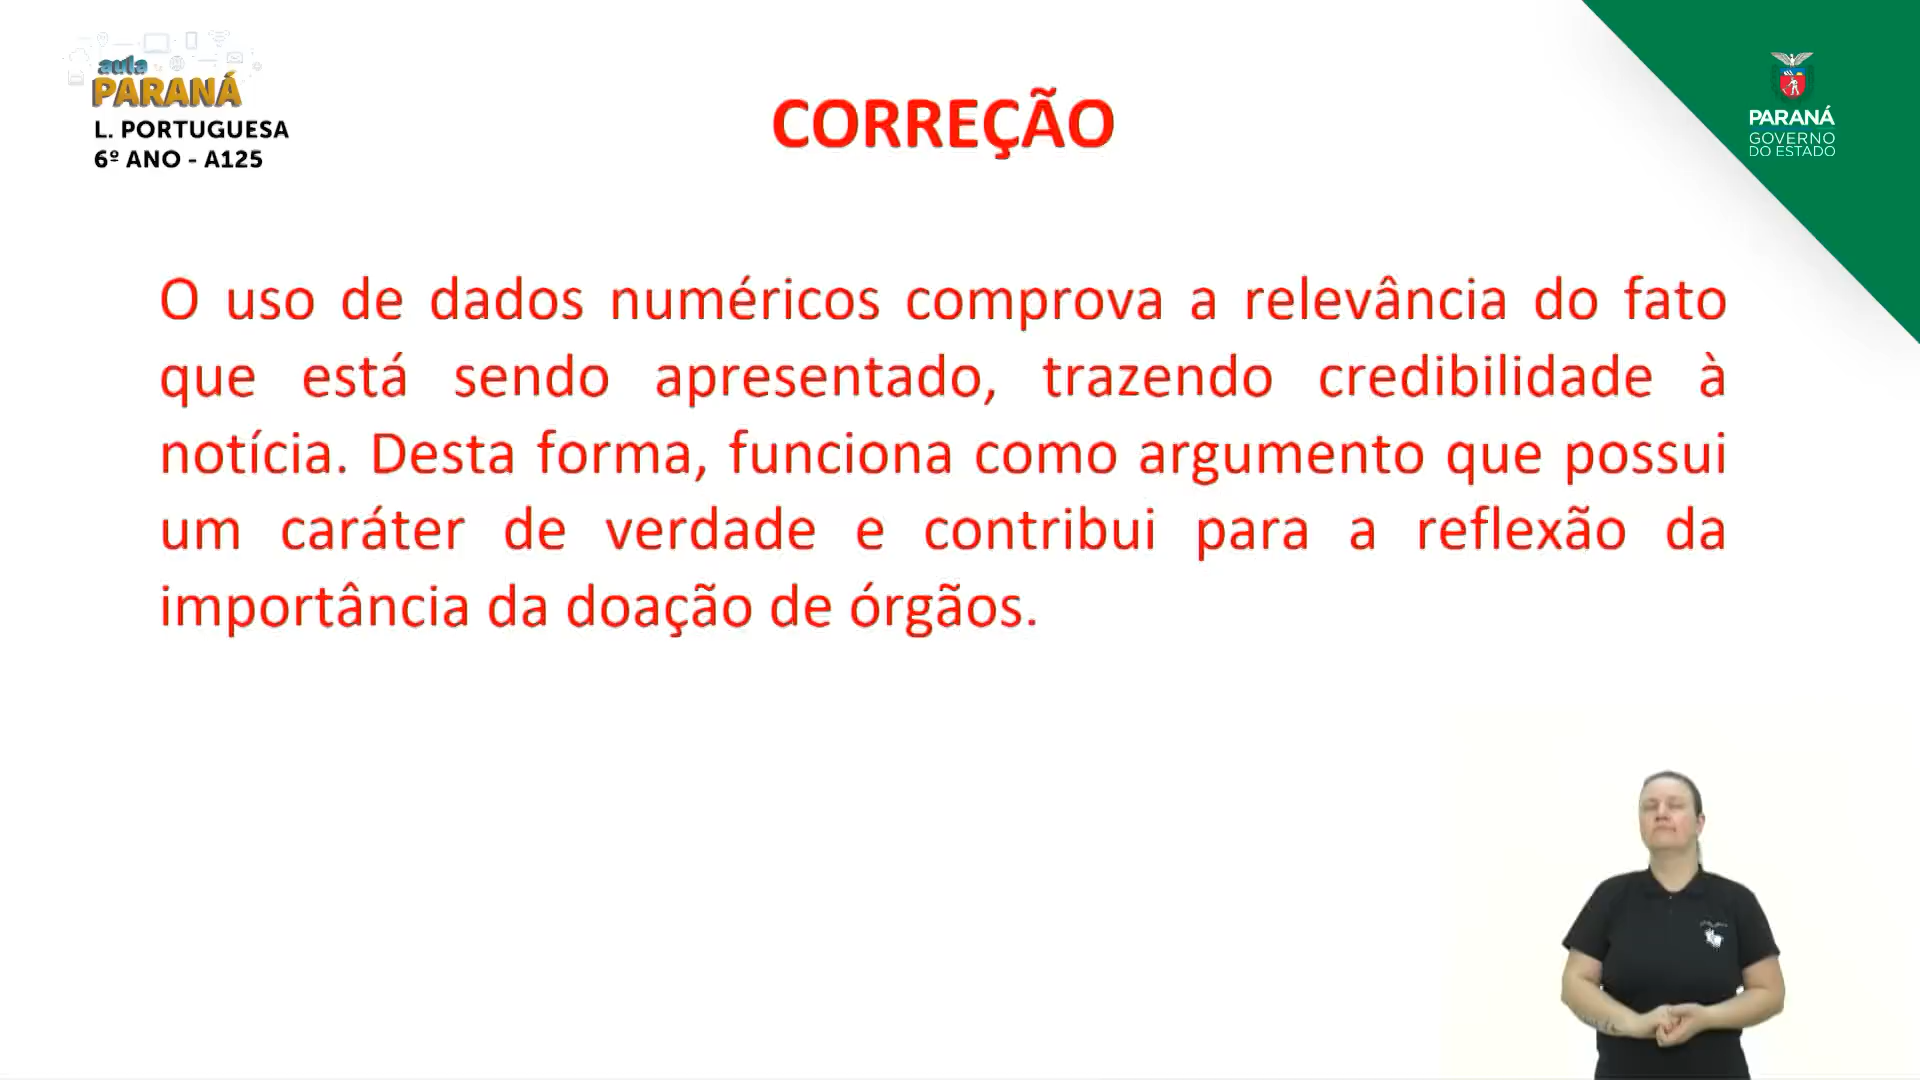 aula
PARANÁ
L. PORTUGUESA
6º ANO - A125
CORREÇÃO
PARANÁ
GOVERNO
DO ESTADO
O uso de dados numéricos comprova a relevância do fato
que está sendo apresentado, trazendo credibilidade à
notícia. Desta forma, funciona como argumento que possui
um caráter de verdade e contribui para a reflexão da
importância da doação de órgãos.